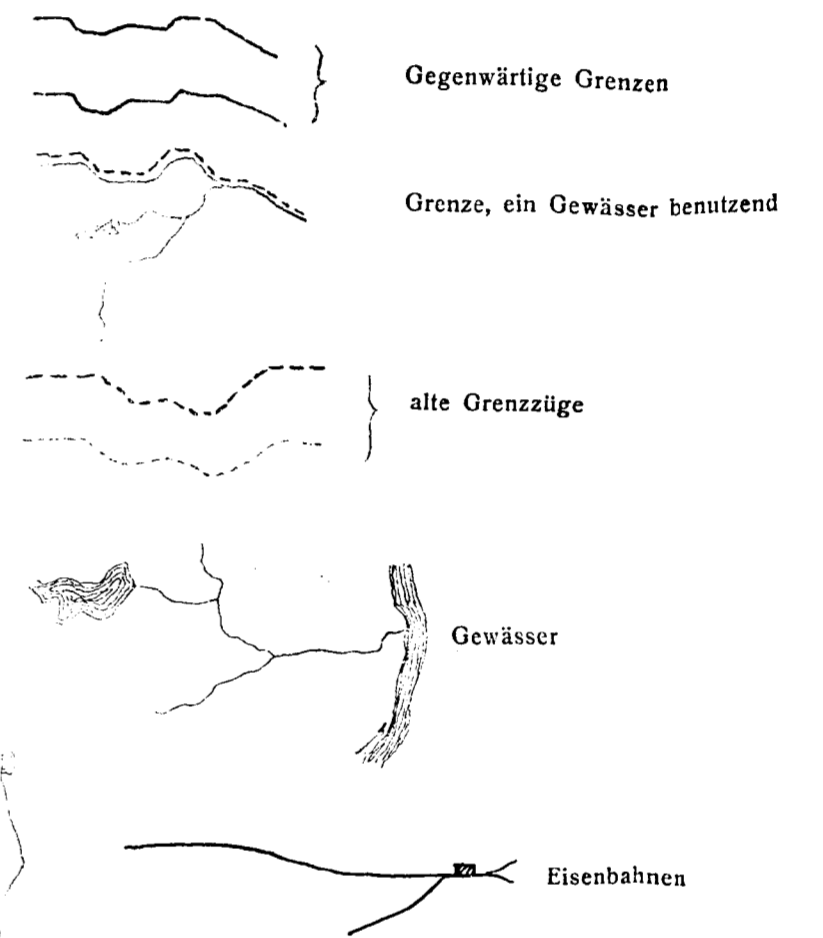 Gegenwärtige Grenzen
Grenze, ein Gewässer benutzend
alte Grenzzüge
Gewässer
Eisenbahnen